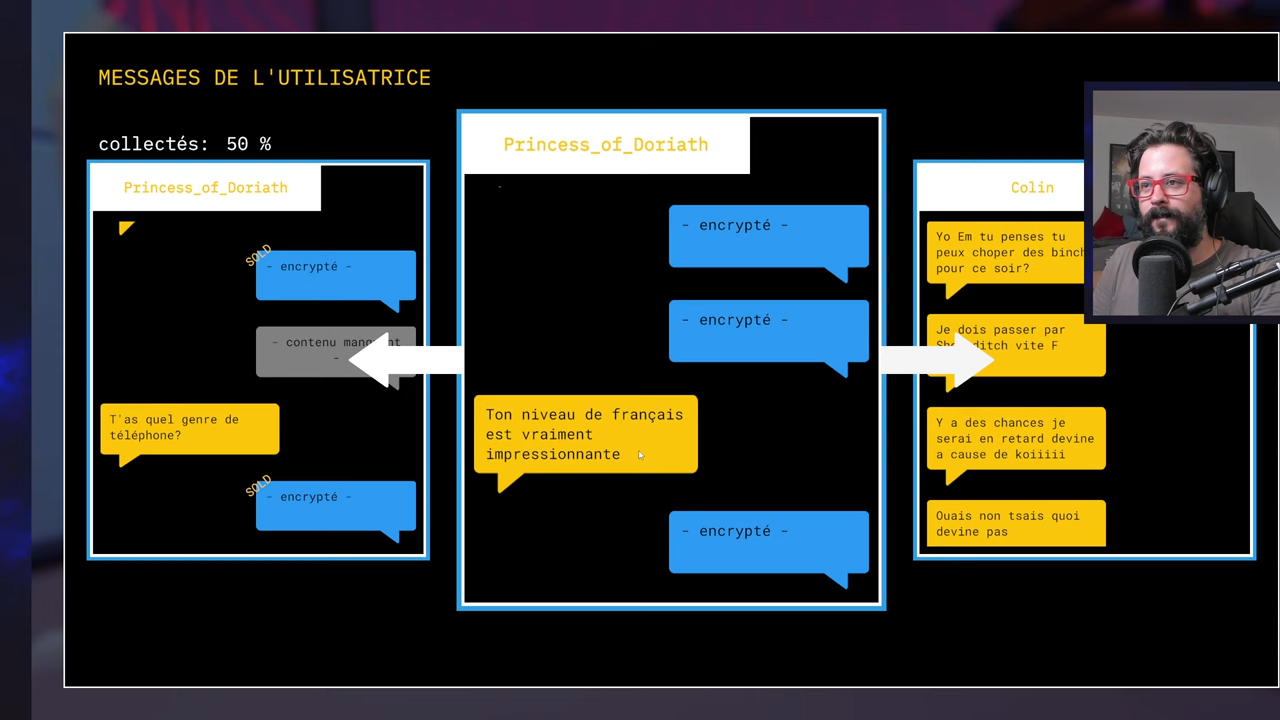 MESSAGES DE L'UTILISATRICE
collectés: 50 %
Princess_of_Doriath
SOLD
- encrypté -
- contenu manquant
-
T'as quel genre de
téléphone?
SOLD
- encrypté -
Princess_of_Doriath
- encrypté -
- encrypté -
Ton niveau de français
est vraiment
impressionnante
- encrypté -
Colin
Yo Em tu penses tu
peux choper des binch
pour ce soir?
Je dois passer par
vite F
Y a des chances je
serai en retard devine
a cause de koiiiii
Ouais non tsais quoi
devine pas